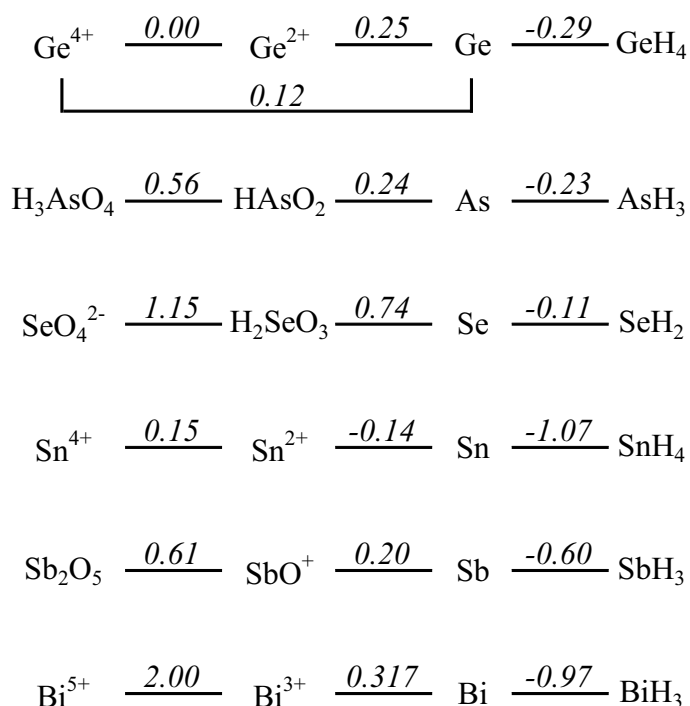 Ge⁴⁺ 0.00 Ge²⁺ 0.25 Ge -0.29 GeH₄
0.12
H₃AsO₄ 0.56 HAsO₂ 0.24 As -0.23 AsH₃
SeO₄²⁻ 1.15 H₂SeO₃ 0.74 Se -0.11 SeH₂
Sn⁴⁺ 0.15 Sn²⁺ -0.14 Sn -1.07 SnH₄
Sb₂O₅ 0.61 SbO⁺ 0.20 Sb -0.60 SbH₃
Bi⁵⁺ 2.00 Bi³⁺ 0.317 Bi -0.97 BiH₃